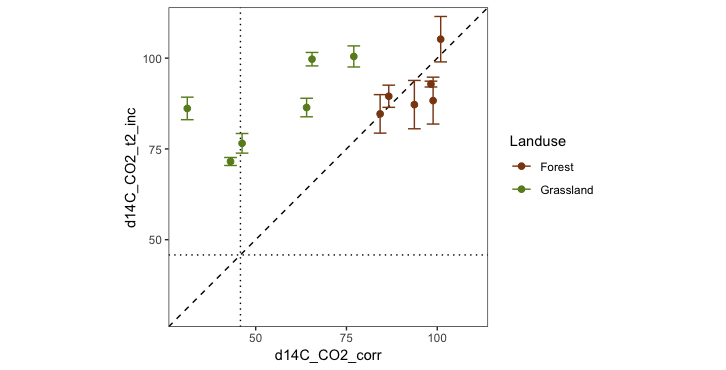 100
75
50
d14C_CO2_t2_inc
50 75 100
d14C_CO2_corr
Landuse
Forest
Grassland